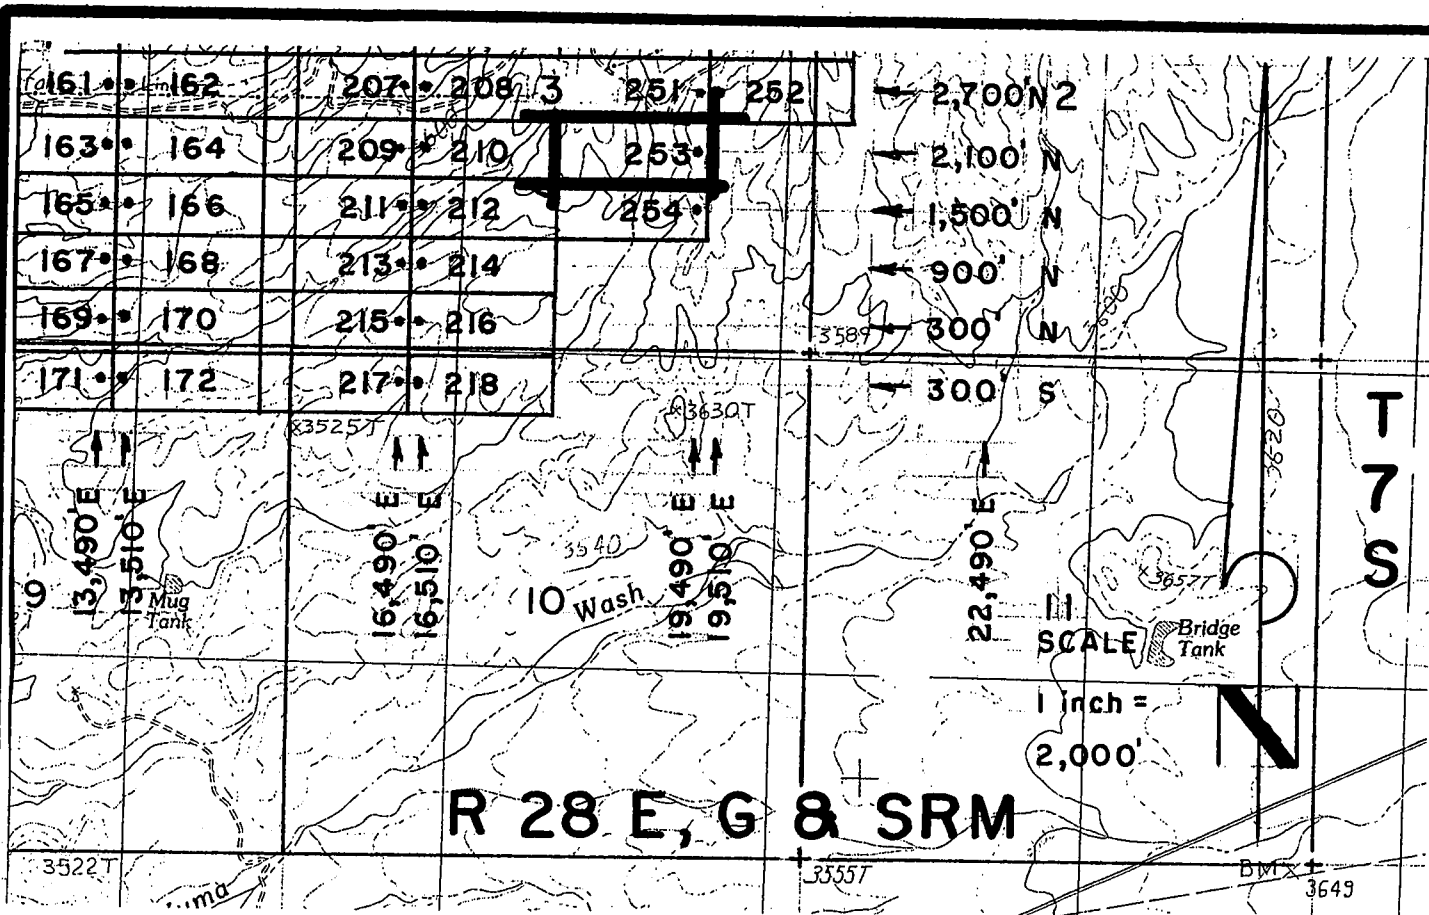 161 162 207 208 3 251 252 2,700' N 2
163 164 209 210 253 2,100' N
165 166 211 212 254 1,500' N
167 168 213 214 900' N
169 170 215 216 3589 300' N
171 172 217 218 300' S
3600
x3525T
x3630T
3620
T
7
S
13,490' E
13,510' E
16,490' E
16,510' E
19,490' E
19,510' E
22,490' E
9
Mug
Tank
3540
10
Wash
x3657T
11
SCALE
Bridge
Tank
1 inch =
2,000'
R 28 E, G & SRM
3522T
3555T
BM x
3649
uma